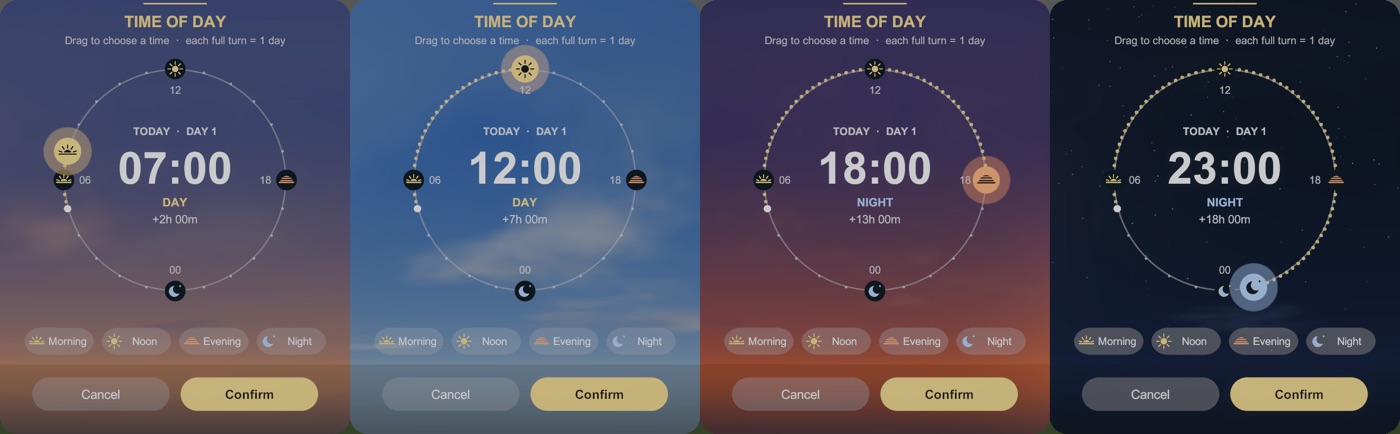 TIME OF DAY
Drag to choose a time · each full turn = 1 day
12
TODAY · DAY 1
07:00
06
18
DAY
+2h 00m
00
Morning
Noon
Evening
Night
Cancel
Confirm
TIME OF DAY
Drag to choose a time · each full turn = 1 day
12
TODAY · DAY 1
12:00
06
18
DAY
+7h 00m
00
Morning
Noon
Evening
Night
Cancel
Confirm
TIME OF DAY
Drag to choose a time · each full turn = 1 day
12
TODAY · DAY 1
18:00
06
18
NIGHT
+13h 00m
00
Morning
Noon
Evening
Night
Cancel
Confirm
TIME OF DAY
Drag to choose a time · each full turn = 1 day
12
TODAY · DAY 1
23:00
06
18
NIGHT
+18h 00m
00
Morning
Noon
Evening
Night
Cancel
Confirm